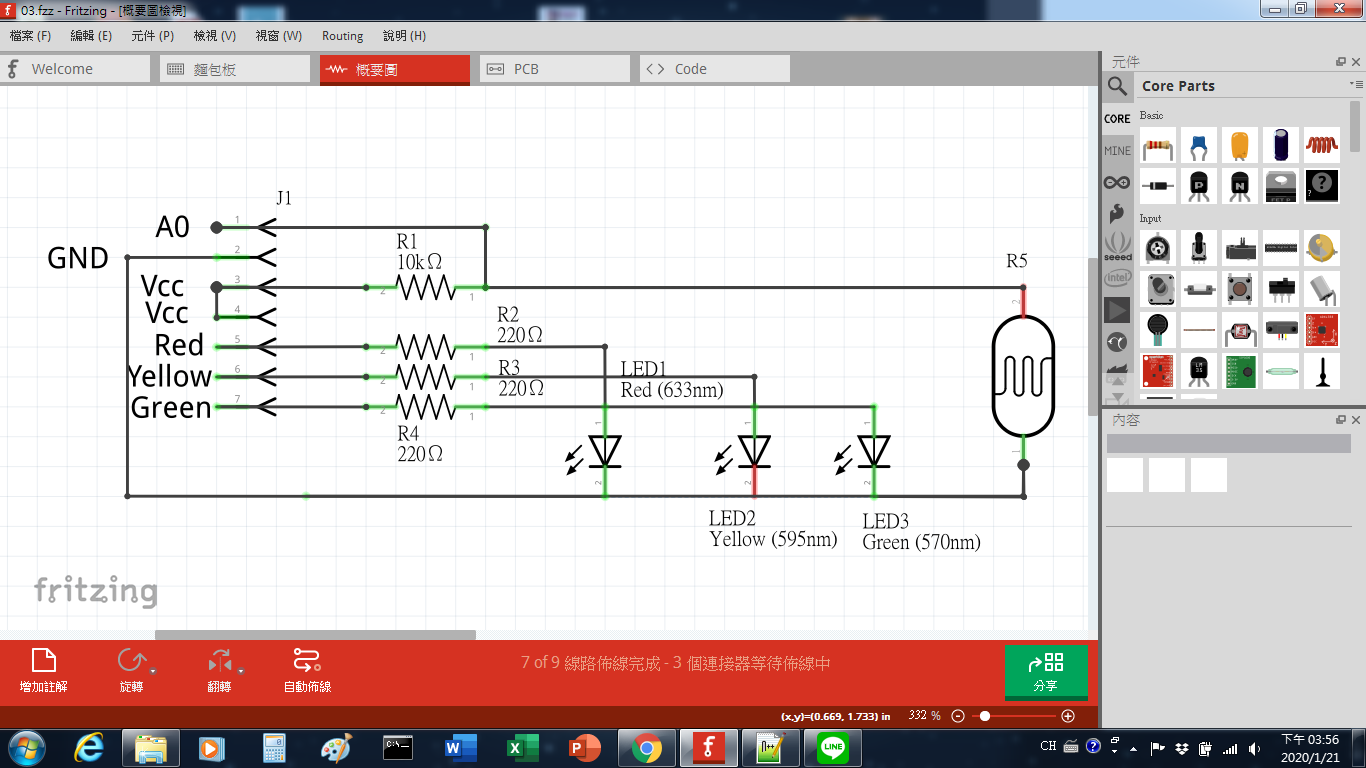 03.fzz - Fritzing - [概要圖檢視]
檔案 (F) 編輯 (E) 元件 (P) 檢視 (V) 視窗 (W) Routing 說明 (H)
Welcome 麵包板 概要圖 PCB Code
元件
Core Parts
CORE
Basic
MINE
P N
Input
seeed
intel
J1
A0
1
GND
2
Vcc
3
Vcc
4
Red
5
Yellow
6
Green
7
R1
10kΩ
2 1
R2
220Ω
2 1
R3
220Ω
2 1
R4
220Ω
2 1
LED1
Red (633nm)
1
2
LED2
Yellow (595nm)
1
2
LED3
Green (570nm)
R5
2
1
fritzing
內容
增加註解 旋轉 翻轉 自動佈線
7 of 9 線路佈線完成 - 3 個連接器等待佈線中
分享
(x,y)=(0.669, 1.733) in 332 %
CH
下午 03:56
2020/1/21